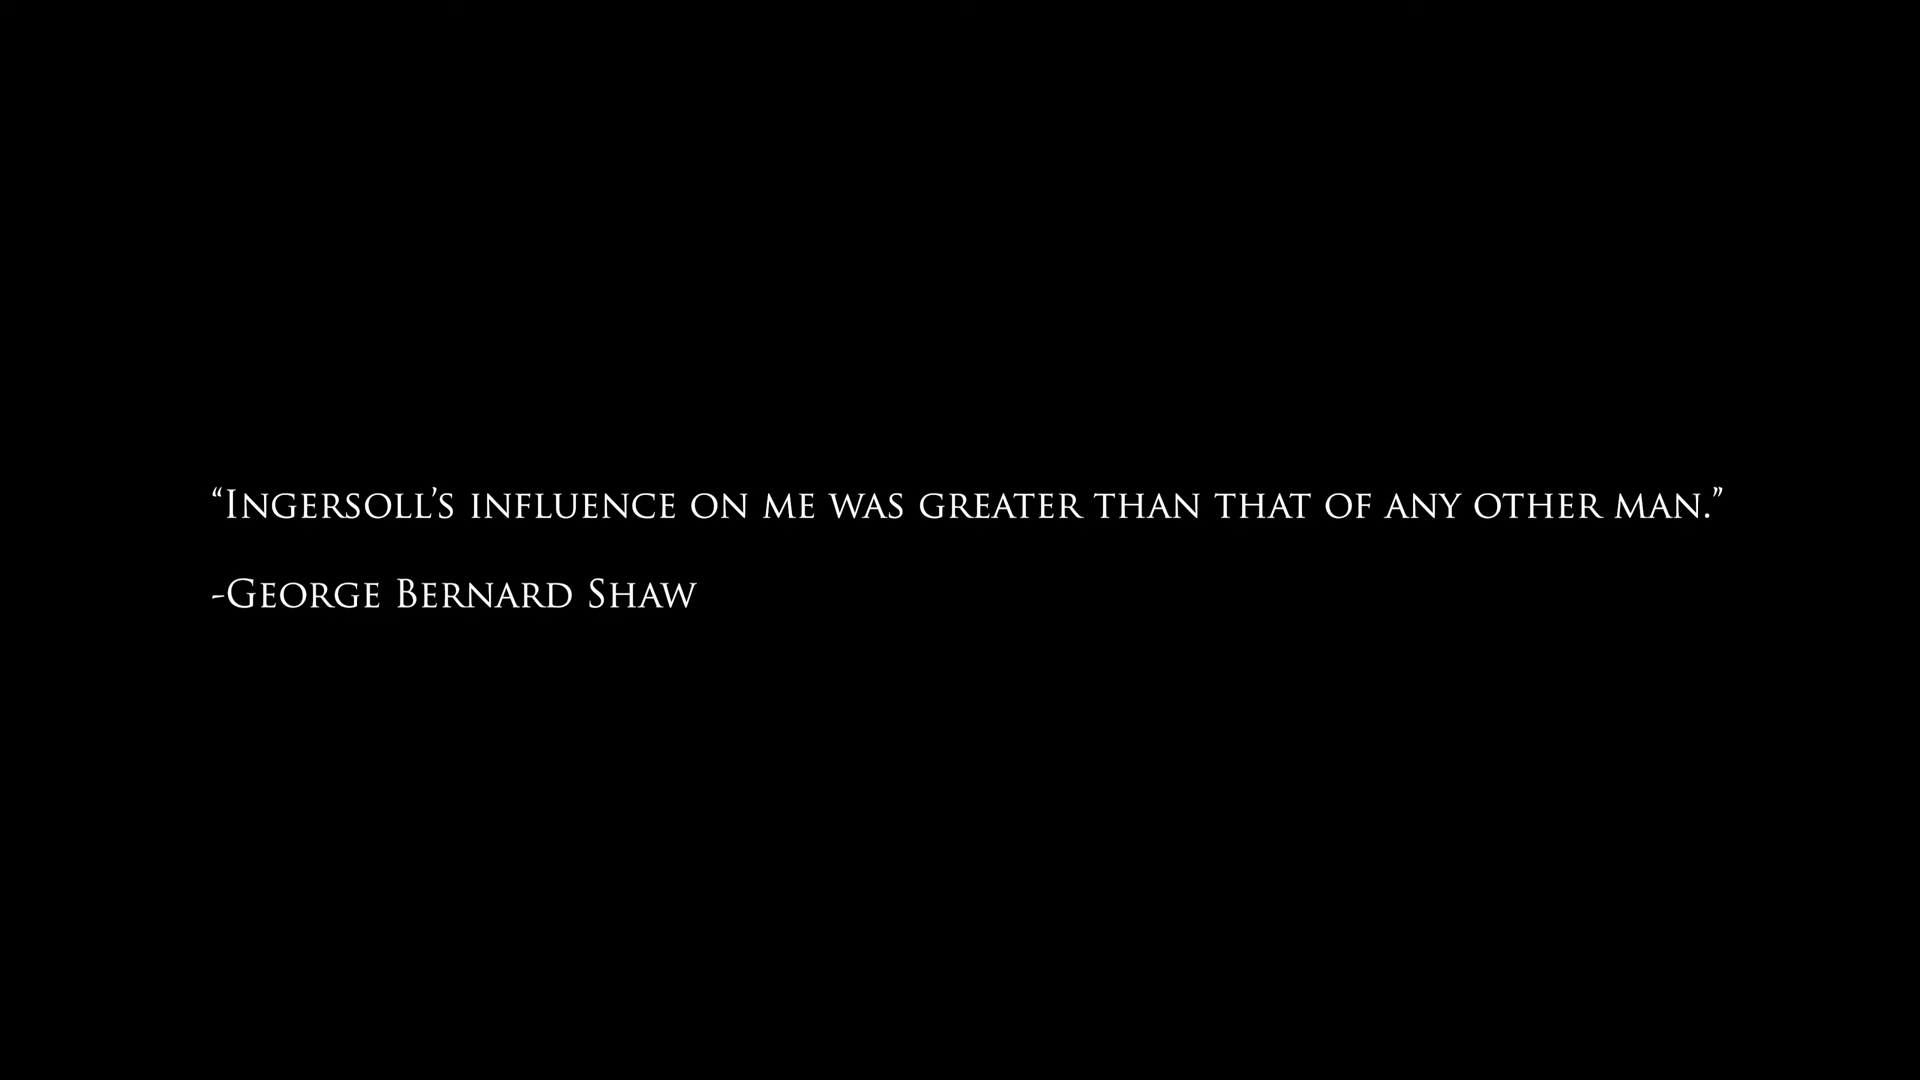 “Ingersoll’s influence on me was greater than that of any other man.”
-George Bernard Shaw